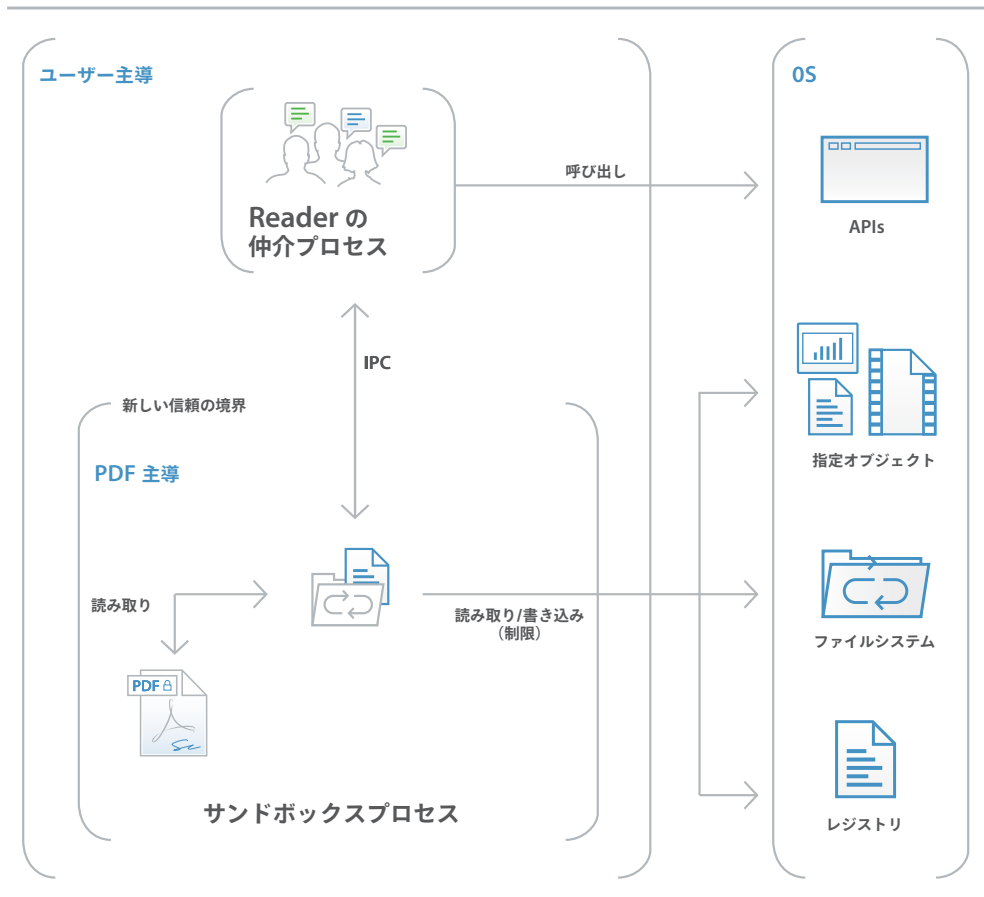 ユーザー主導
OS
呼び出し
Reader の
仲介プロセス
APIs
IPC
新しい信頼の境界
指定オブジェクト
PDF 主導
読み取り
読み取り/書き込み
（制限）
ファイルシステム
PDF
サンドボックスプロセス
レジストリ